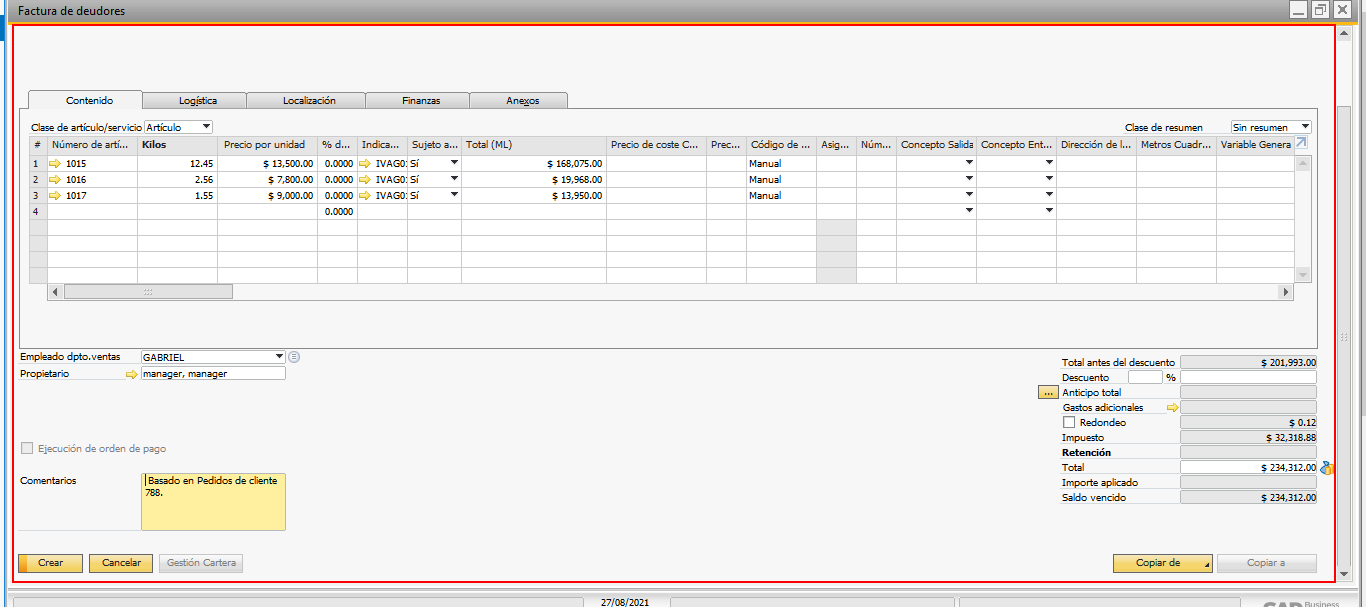 Factura de deudores
Contenido Logística Localización Finanzas Anexos
Clase de artículo/servicio Artículo Clase de resumen Sin resumen
# Número de artí... Kilos Precio por unidad % d... Indica... Sujeto a... Total (ML) Precio de coste C... Prec... Código de ... Asig... Núm... Concepto Salida Concepto Ent... Dirección de l... Metros Cuadr... Variable Genera
1 1015 12.45 $ 13,500.00 0.0000 IVAG0 Sí $ 168,075.00 Manual
2 1016 2.56 $ 7,800.00 0.0000 IVAG0 Sí $ 19,968.00 Manual
3 1017 1.55 $ 9,000.00 0.0000 IVAG0 Sí $ 13,950.00 Manual
4 0.0000
Empleado dpto.ventas GABRIEL
Propietario manager, manager
Total antes del descuento $ 201,993.00
Descuento %
... Anticipo total
Gastos adicionales
Redondeo $ 0.12
Impuesto $ 32,318.88
Ejecución de orden de pago
Retención
Total $ 234,312.00
Comentarios Basado en Pedidos de cliente
788.
Importe aplicado
Saldo vencido $ 234,312.00
Crear Cancelar Gestión Cartera Copiar de Copiar a
27/08/2021
Business